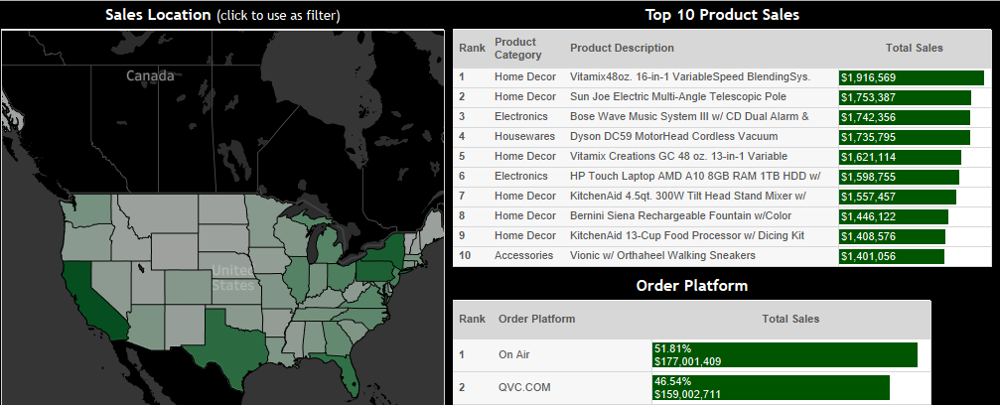 Sales Location (click to use as filter)
Canada
United
States
Top 10 Product Sales
Rank Product Category Product Description Total Sales
1 Home Decor Vitamix48oz. 16-in-1 VariableSpeed BlendingSys. $1,916,569
2 Home Decor Sun Joe Electric Multi-Angle Telescopic Pole $1,753,387
3 Electronics Bose Wave Music System III w/ CD Dual Alarm & $1,742,356
4 Housewares Dyson DC59 MotorHead Cordless Vacuum $1,735,795
5 Home Decor Vitamix Creations GC 48 oz. 13-in-1 Variable $1,621,114
6 Electronics HP Touch Laptop AMD A10 8GB RAM 1TB HDD w/ $1,598,755
7 Home Decor KitchenAid 4.5qt. 300W Tilt Head Stand Mixer w/ $1,557,457
8 Home Decor Bernini Siena Rechargeable Fountain w/Color $1,446,122
9 Home Decor KitchenAid 13-Cup Food Processor w/ Dicing Kit $1,408,576
10 Accessories Vionic w/ Orthaheel Walking Sneakers $1,401,056
Order Platform
Rank Order Platform Total Sales
1 On Air 51.81%
$177,001,409
2 QVC.COM 46.54%
$159,002,711